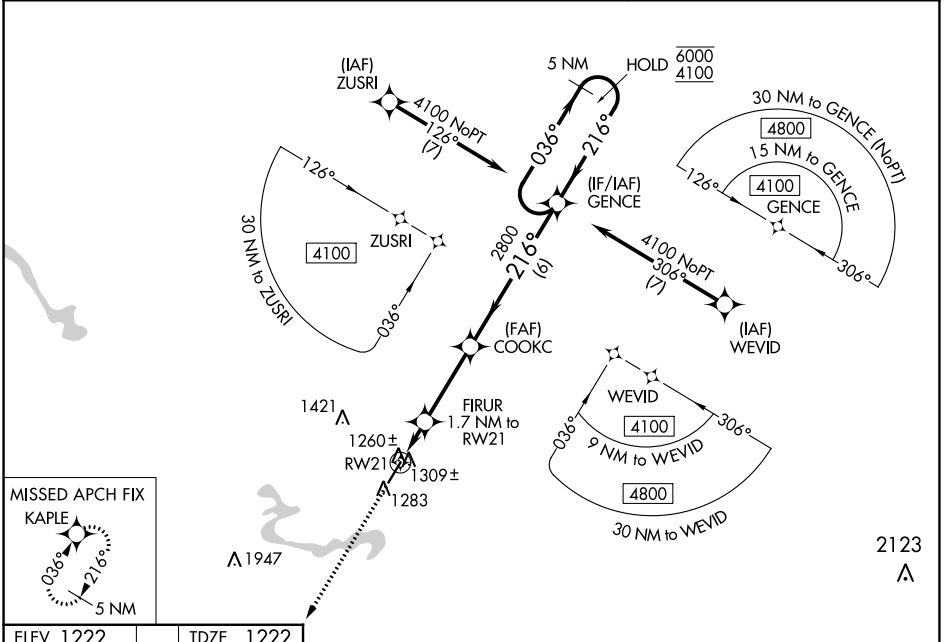 (IAF)
ZUSRI
4100 NoPT
126°
(7)
5 NM
HOLD
6000
4100
036°
216°
(IF/IAF)
GENCE
30 NM to GENCE (NoPT)
4800
15 NM to GENCE
4100
GENCE
126°
306°
126°
ZUSRI
4100
30 NM to ZUSRI
036°
2800
216°
(6)
4100 NoPT
306°
(7)
(IAF)
WEVID
(FAF)
COOKC
WEVID
4100
9 NM to WEVID
036°
306°
4800
30 NM to WEVID
FIRUR
1.7 NM to
RW21
1421
1260±
RW21
1309±
1283
1947
2123
MISSED APCH FIX
KAPLE
036°
216°
5 NM
ELEV 1222
TDZE 1222